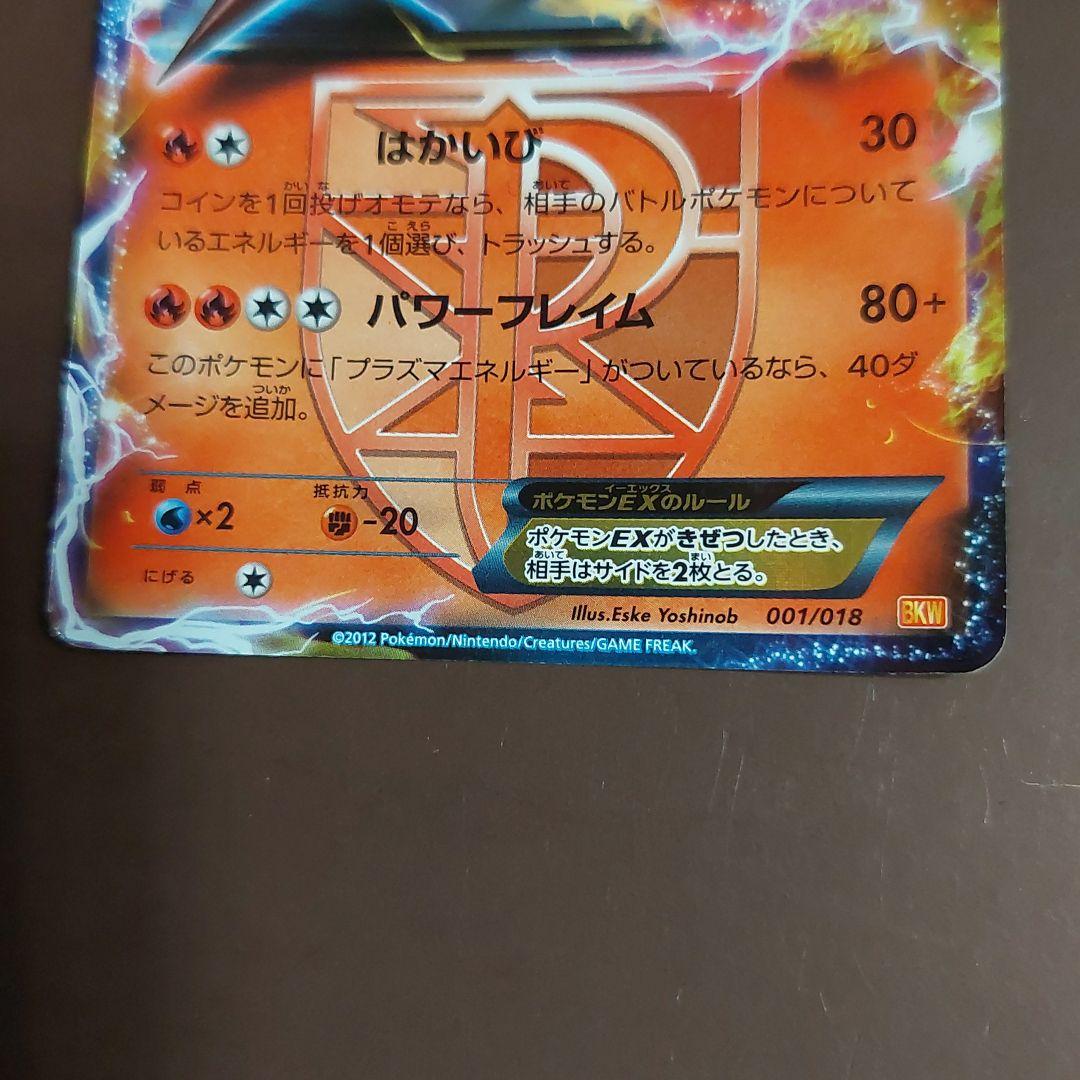 はかいび 30
コインを1回投げオモテなら、相手のバトルポケモンについて
いるエネルギーを1個選び、トラッシュする。
パワーフレイム 80+
このポケモンに「プラズマエネルギー」がついているなら、40ダ
メージを追加。
弱点 抵抗力
×2 -20
にげる
ポケモンEXのルール
ポケモンEXがきぜつしたとき、
相手はサイドを2枚とる。
Illus.Eske Yoshinob 001/018 BKW
©2012 Pokémon/Nintendo/Creatures/GAME FREAK.